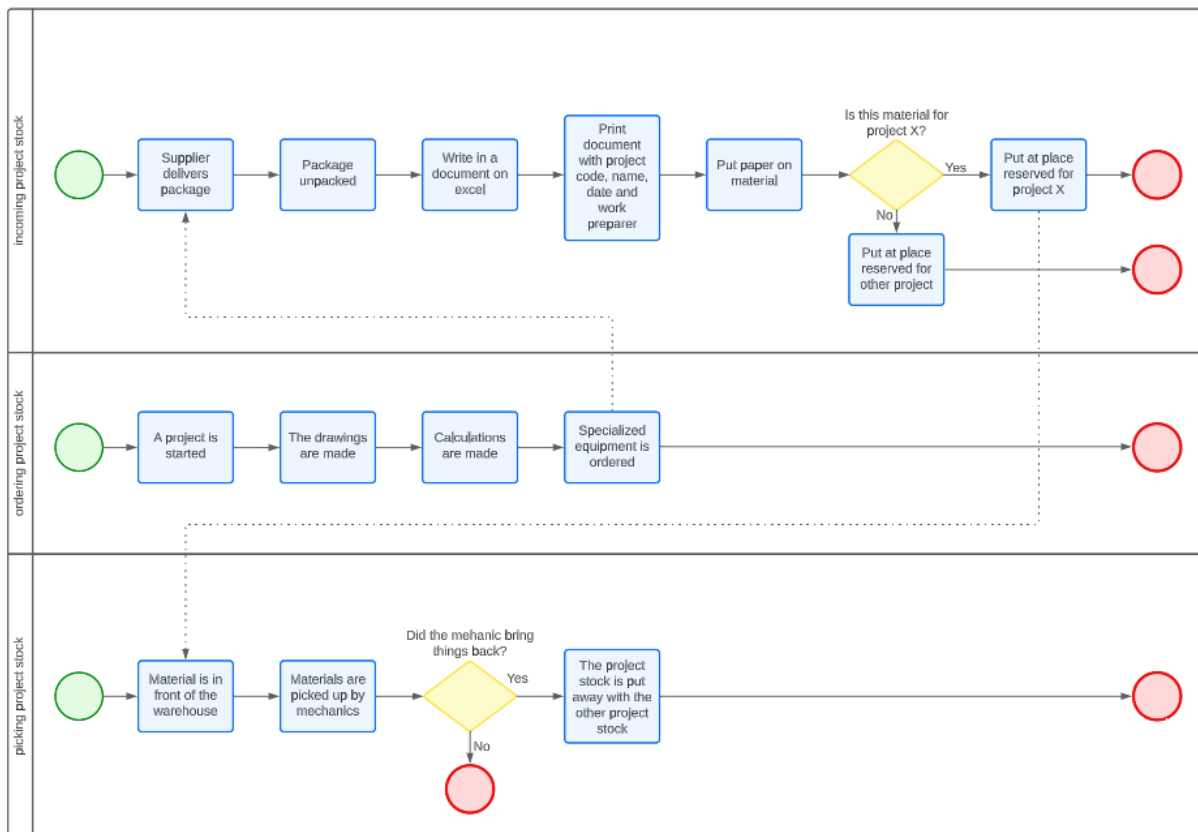 incoming project stock
Supplier
delivers
package
Package
unpacked
Write in a
document on
excel
Print
document
with project
code, name,
date and
work
preparer
Put paper on
material
Is this material for
project X?
Yes
No
Put at place
reserved for
project X
Put at place
reserved for
other project
ordering project stock
A project is
started
The drawings
are made
Calculations
are made
Specialized
equipment is
ordered
picking project stock
Material is in
front of the
warehouse
Materials are
picked up by
mechanics
Did the mehanic bring
things back?
Yes
No
The project
stock is put
away with the
other project
stock